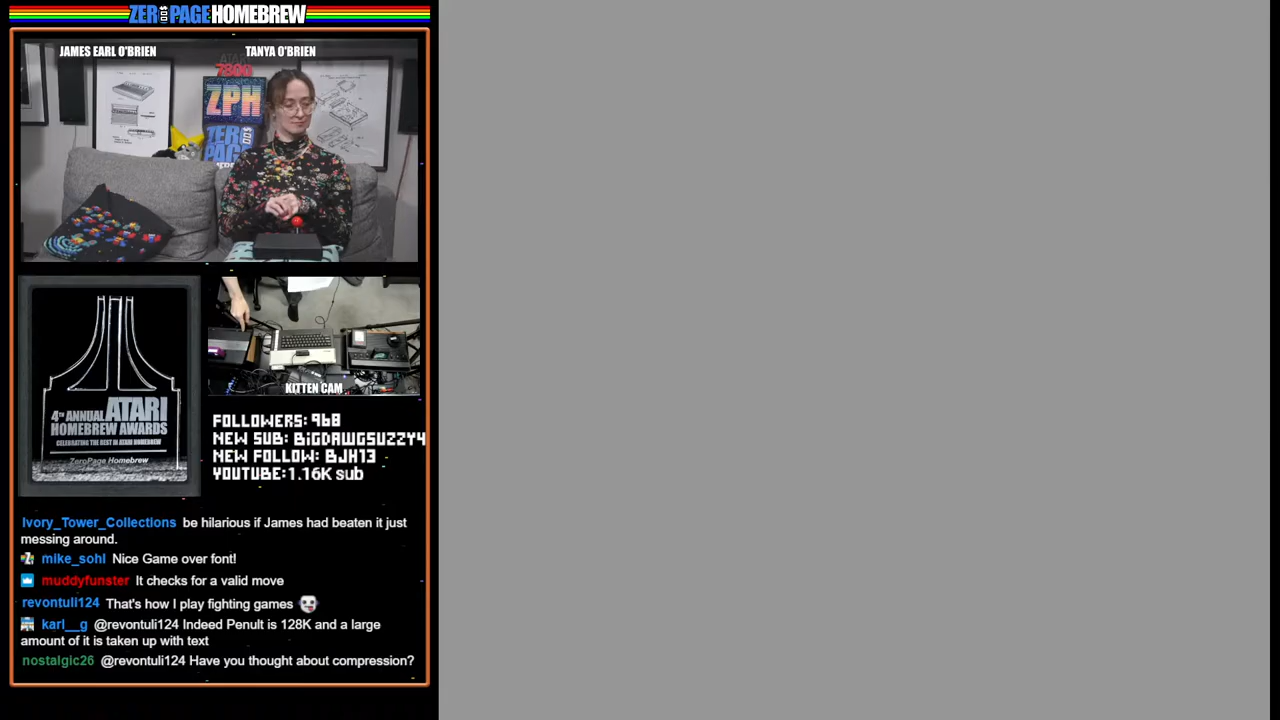 ZEROPAGE HOMEBREW
JAMES EARL O'BRIEN
TANYA O'BRIEN
ATARI
7800
ZPH
ZERO
PAGE
4TH ANNUAL ATARI
HOMEBREW AWARDS
CELEBRATING THE BEST IN ATARI HOMEBREW
ZeroPage Homebrew
KITTEN CAM
FOLLOWERS: 968
NEW SUB: BiGDAWGSUZZY4
NEW FOLLOW: BJH13
YOUTUBE:1.16K sub
Ivory_Tower_Collections be hilarious if James had beaten it just
messing around.
mike_sohl Nice Game over font!
muddyfunster It checks for a valid move
revontuli124 That's how I play fighting games
karl__g @revontuli124 Indeed Penult is 128K and a large
amount of it is taken up with text
nostalgic26 @revontuli124 Have you thought about compression?